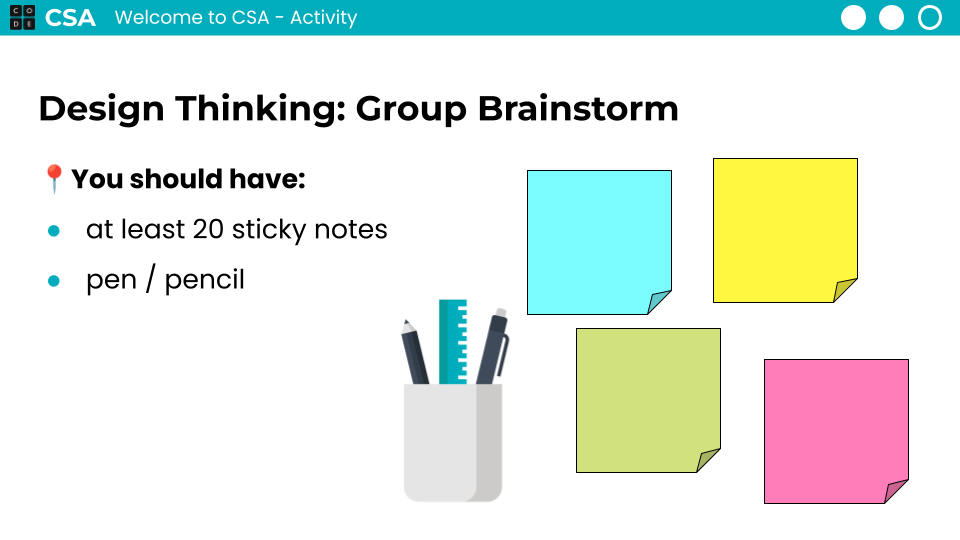 CODE CSA Welcome to CSA - Activity
Design Thinking: Group Brainstorm
You should have:
at least 20 sticky notes
pen / pencil